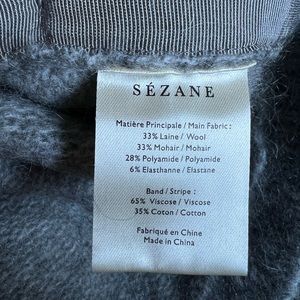 SÉZANE
Matière Principale / Main Fabric :
33% Laine / Wool
33% Mohair / Mohair
28% Polyamide / Polyamide
6% Elasthanne / Elastane
Band / Stripe :
65% Viscose / Viscose
35% Coton / Cotton
Fabriqué en Chine
Made in China